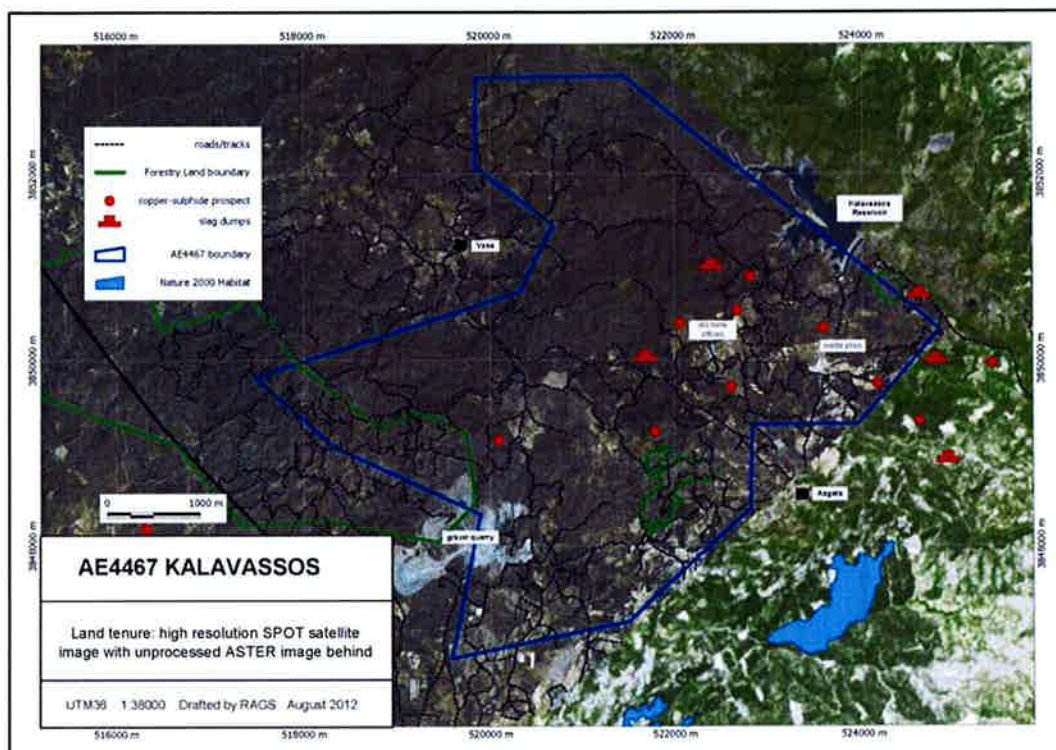 516000 m 518000 m 520000 m 522000 m 524000 m
3852000 m
3850000 m
3848000 m
roads/tracks
Forestry Land boundary
copper-sulphide prospect
slag dumps
AE4467 boundary
Nature 2000 Habitat
Kalavassos
Reservoir
Vasa
offices
waste piles
Asgata
gravel quarry
0 1000 m
AE4467 KALAVASSOS
Land tenure: high resolution SPOT satellite
image with unprocessed ASTER image behind
UTM36 1:38000 Drafted by RAGS August 2012
3852000 m
3850000 m
3848000 m
516000 m 518000 m 520000 m 522000 m 524000 m